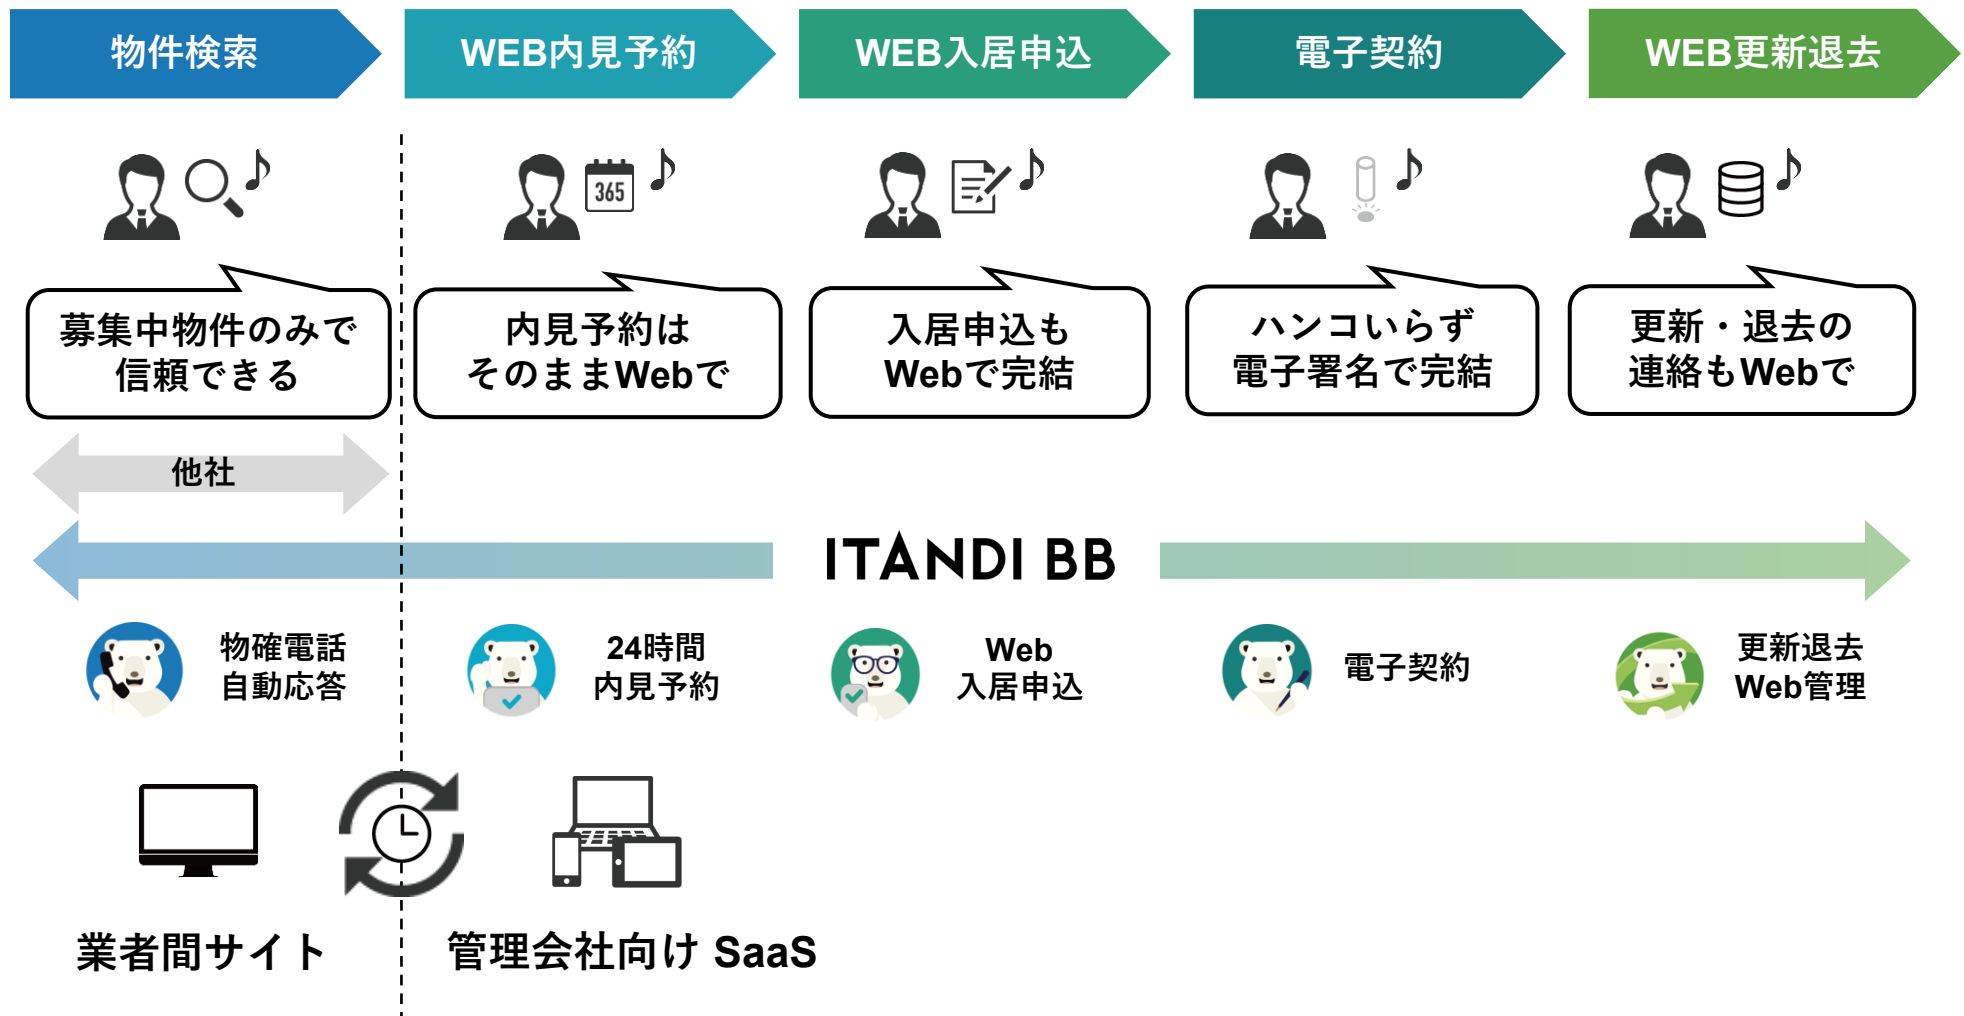 物件検索
WEB内見予約
WEB入居申込
電子契約
WEB更新退去
365
募集中物件のみで
信頼できる
内見予約は
そのままWebで
入居申込も
Webで完結
ハンコいらず
電子署名で完結
更新・退去の
連絡もWebで
他社
ITANDI BB
物確電話
自動応答
24時間
内見予約
Web
入居申込
電子契約
更新退去
Web管理
業者間サイト
管理会社向け SaaS